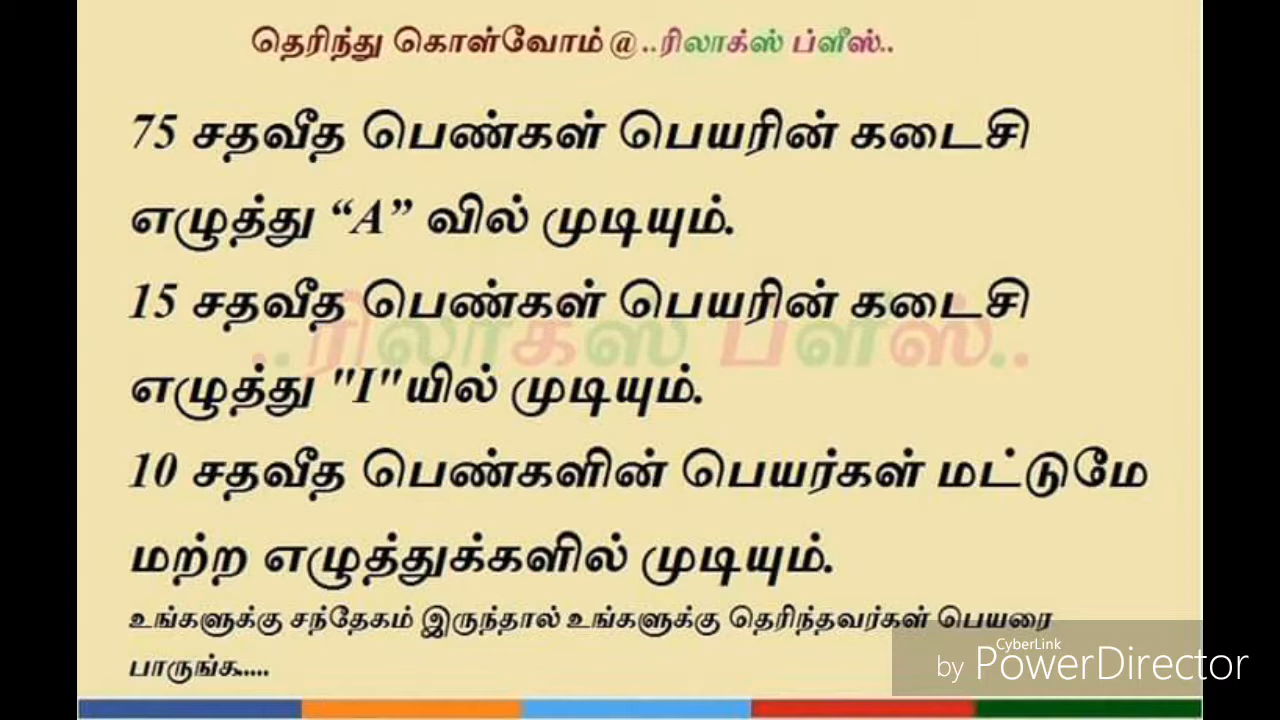 தெரிந்து கொள்வோம் @ ..ரிலாக்ஸ் ப்ளீஸ்..
75 சதவீத பெண்கள் பெயரின் கடைசி
எழுத்து “A” வில் முடியும்.
15 சதவீத பெண்கள் பெயரின் கடைசி
..ரிலாக்ஸ் ப்ளீஸ்..
எழுத்து "I"யில் முடியும்.
10 சதவீத பெண்களின் பெயர்கள் மட்டுமே
மற்ற எழுத்துக்களில் முடியும்.
உங்களுக்கு சந்தேகம் இருந்தால் உங்களுக்கு தெரிந்தவர்கள் பெயரை
பாருங்க.....
CyberLink
by PowerDirector